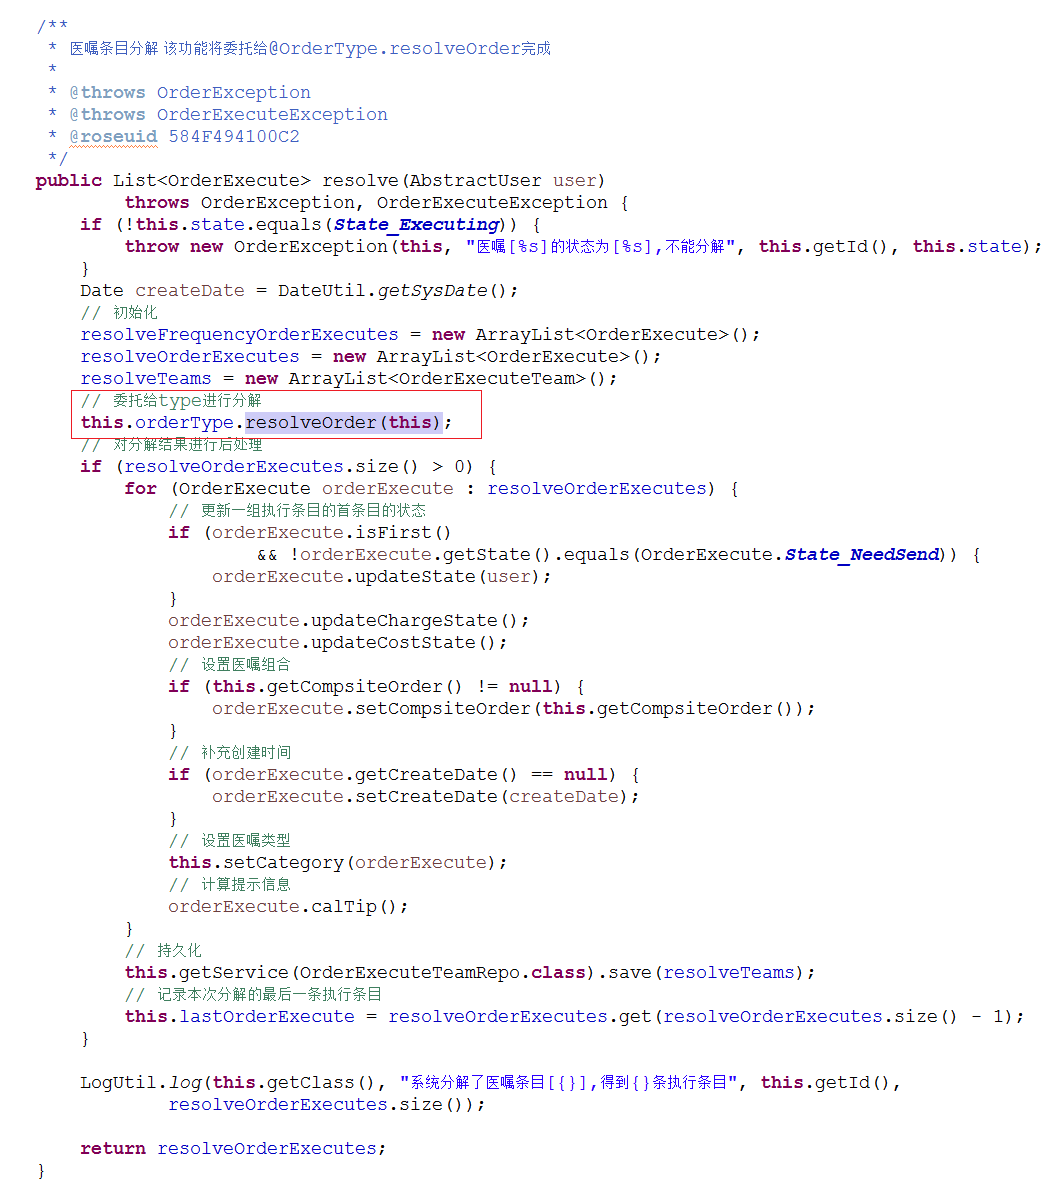 /**
 * 医嘱条目分解 该功能将委托给@OrderType.resolveOrder完成
 *
 * @throws OrderException
 * @throws OrderExecuteException
 * @roseuid 584F494100C2
 */
public List<OrderExecute> resolve(AbstractUser user)
        throws OrderException, OrderExecuteException {
    if (!this.state.equals(State_Executing)) {
        throw new OrderException(this, "医嘱[%s]的状态为[%s],不能分解", this.getId(), this.state);
    }
    Date createDate = DateUtil.getSysDate();
    // 初始化
    resolveFrequencyOrderExecutes = new ArrayList<OrderExecute>();
    resolveOrderExecutes = new ArrayList<OrderExecute>();
    resolveTeams = new ArrayList<OrderExecuteTeam>();
    // 委托给type进行分解
    this.orderType.resolveOrder(this);
    // 对分解结果进行后处理
    if (resolveOrderExecutes.size() > 0) {
        for (OrderExecute orderExecute : resolveOrderExecutes) {
            // 更新一组执行条目的首条目的状态
            if (orderExecute.isFirst()
                    && !orderExecute.getState().equals(OrderExecute.State_NeedSend)) {
                orderExecute.updateState(user);
            }
            orderExecute.updateChargeState();
            orderExecute.updateCostState();
            // 设置医嘱组合
            if (this.getCompsiteOrder() != null) {
                orderExecute.setCompsiteOrder(this.getCompsiteOrder());
            }
            // 补充创建时间
            if (orderExecute.getCreateDate() == null) {
                orderExecute.setCreateDate(createDate);
            }
            // 设置医嘱类型
            this.setCategory(orderExecute);
            // 计算提示信息
            orderExecute.calTip();
        }
        // 持久化
        this.getService(OrderExecuteTeamRepo.class).save(resolveTeams);
        // 记录本次分解的最后一条执行条目
        this.lastOrderExecute = resolveOrderExecutes.get(resolveOrderExecutes.size() - 1);
    }

    LogUtil.log(this.getClass(), "系统分解了医嘱条目[{}],得到{}条执行条目", this.getId(),
            resolveOrderExecutes.size());

    return resolveOrderExecutes;
}